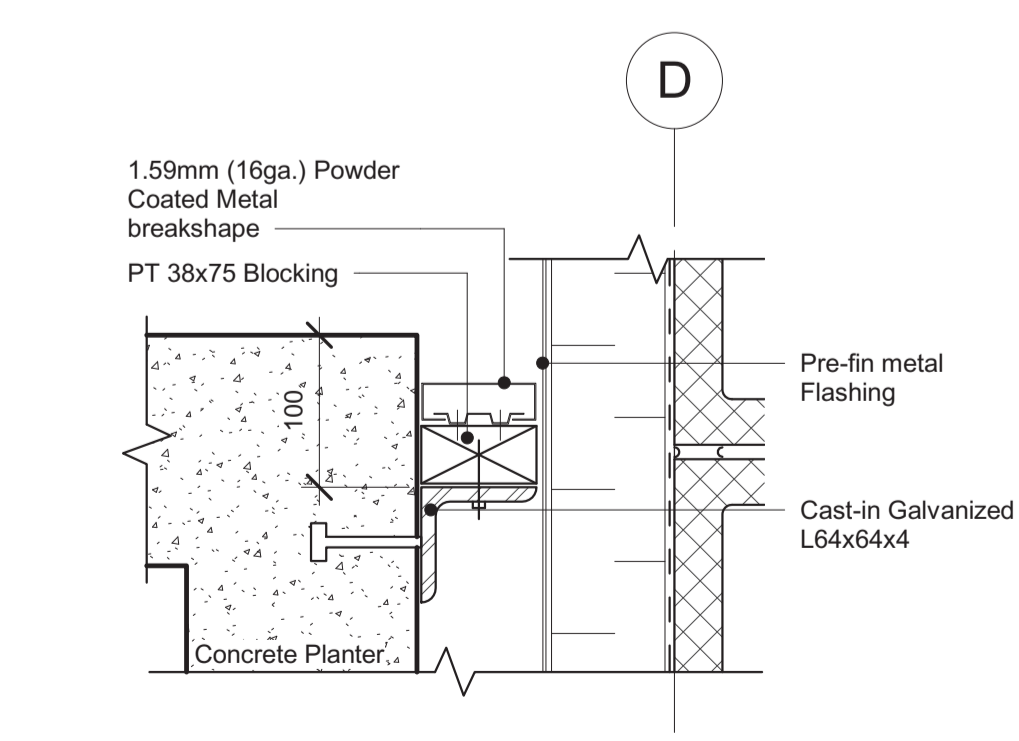 D
1.59mm (16ga.) Powder
Coated Metal
breakshape
PT 38x75 Blocking
100
Pre-fin metal
Flashing
Cast-in Galvanized
L64x64x4
Concrete Planter